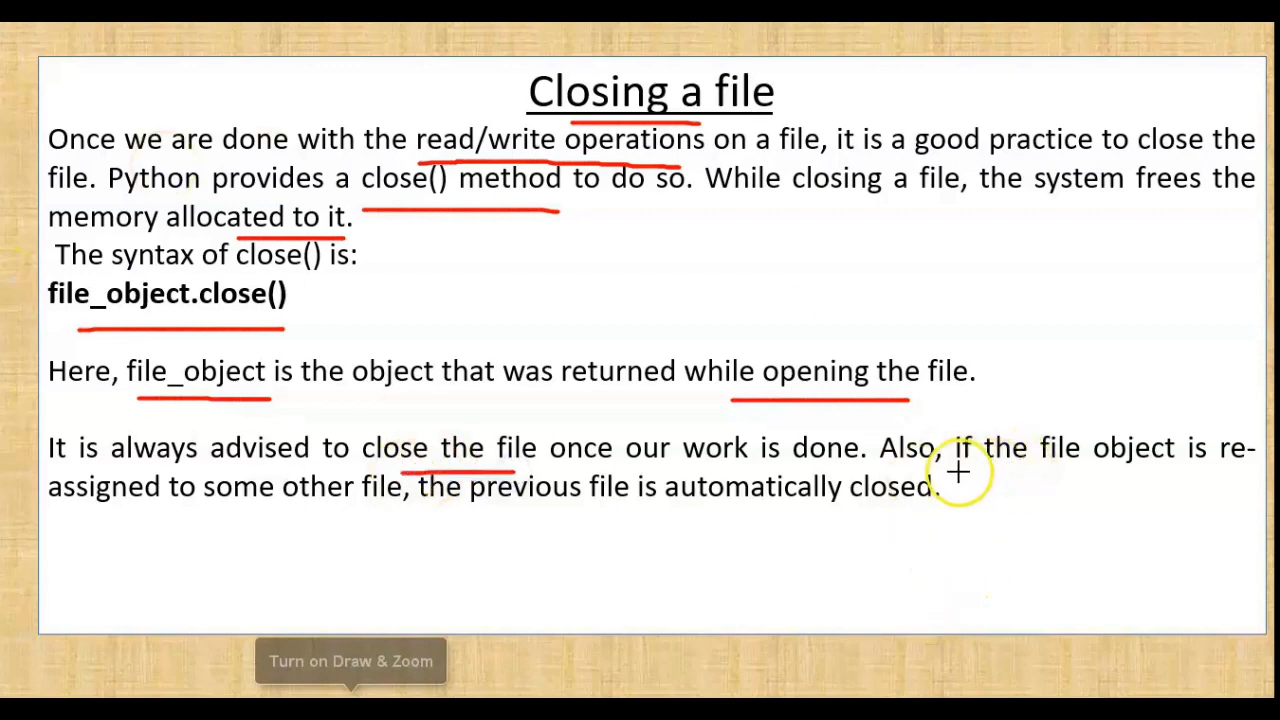 Closing a file
Once we are done with the read/write operations on a file, it is a good practice to close the
file. Python provides a close() method to do so. While closing a file, the system frees the
memory allocated to it.
The syntax of close() is:
file_object.close()
Here, file_object is the object that was returned while opening the file.
It is always advised to close the file once our work is done. Also, if the file object is re-
assigned to some other file, the previous file is automatically closed.
Turn on Draw & Zoom